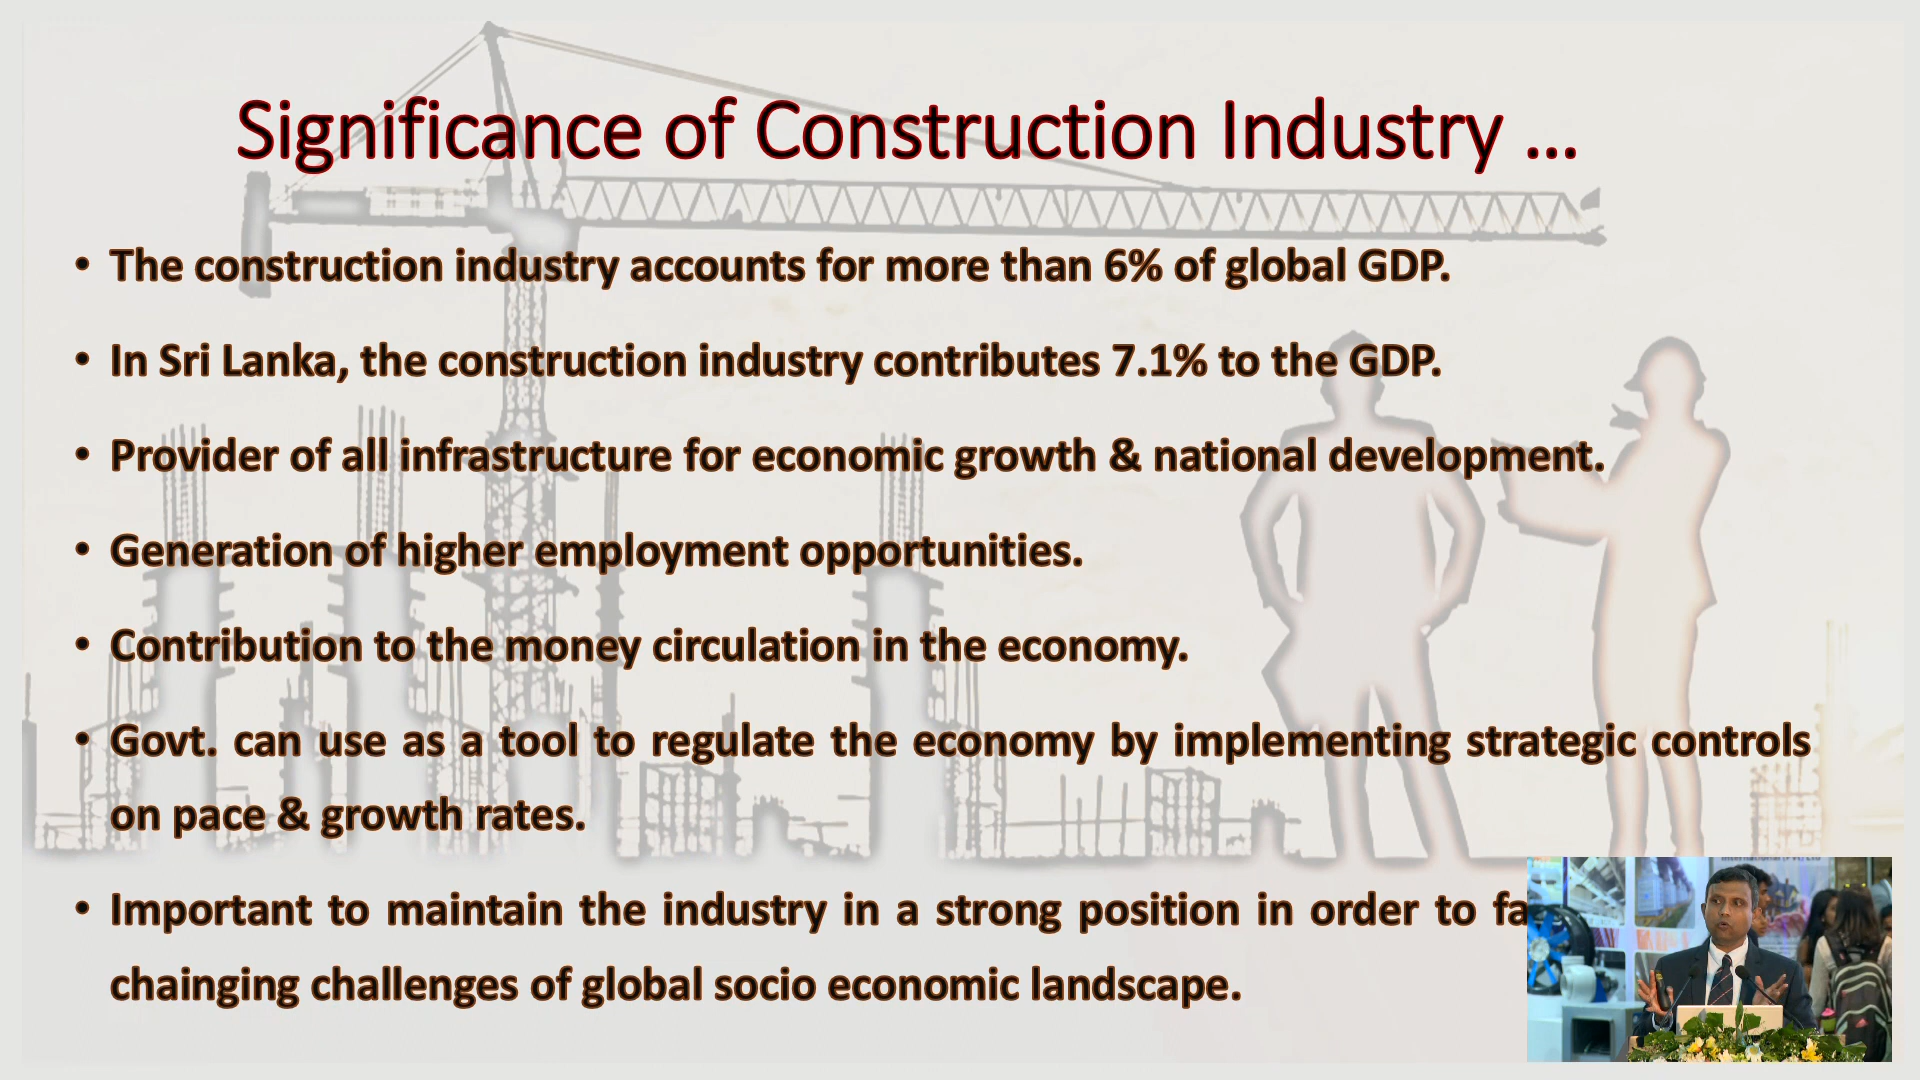 Significance of Construction Industry ...
• The construction industry accounts for more than 6% of global GDP.
• In Sri Lanka, the construction industry contributes 7.1% to the GDP.
• Provider of all infrastructure for economic growth & national development.
• Generation of higher employment opportunities.
• Contribution to the money circulation in the economy.
• Govt. can use as a tool to regulate the economy by implementing strategic controls
on pace & growth rates.
• Important to maintain the industry in a strong position in order to fa
chainging challenges of global socio economic landscape.